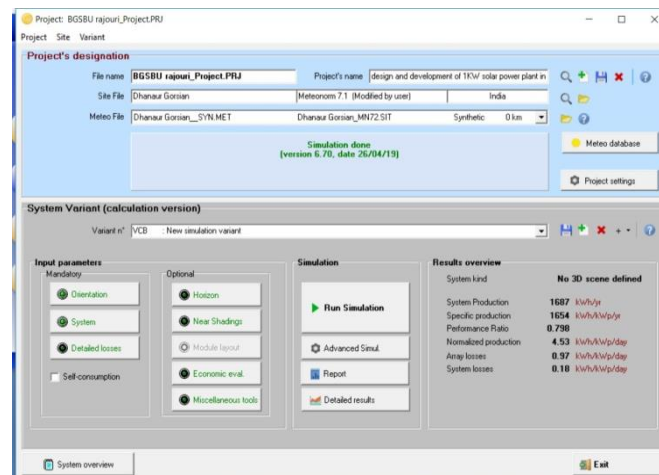 Project: BGSBU rajouri_Project.PRJ
Project Site Variant
Project's designation
File name BGSBU rajouri_Project.PRJ Project's name design and development of 1KW solar power plant in
Site File Dhanaur Gorsian Meteonorm 7.1 (Modified by user) India
Meteo File Dhanaur Gorsian__SYN.MET Dhanaur Gorsian_MN72.SIT Synthetic 0 km
Simulation done
(version 6.70, date 26/04/19)
Meteo database
Project settings
System Variant (calculation version)
Variant n° VCB : New simulation variant
Input parameters
Mandatory
Orientation
System
Detailed losses
Self-consumption
Optional
Horizon
Near Shadings
Module layout
Economic eval.
Miscellaneous tools
Simulation
Run Simulation
Advanced Simul.
Report
Detailed results
Results overview
System kind No 3D scene defined
System Production 1687 kWh/yr
Specific production 1654 kWh/kWp/yr
Performance Ratio 0.798
Normalized production 4.53 kWh/kWp/day
Array losses 0.97 kWh/kWp/day
System losses 0.18 kWh/kWp/day
System overview
Exit